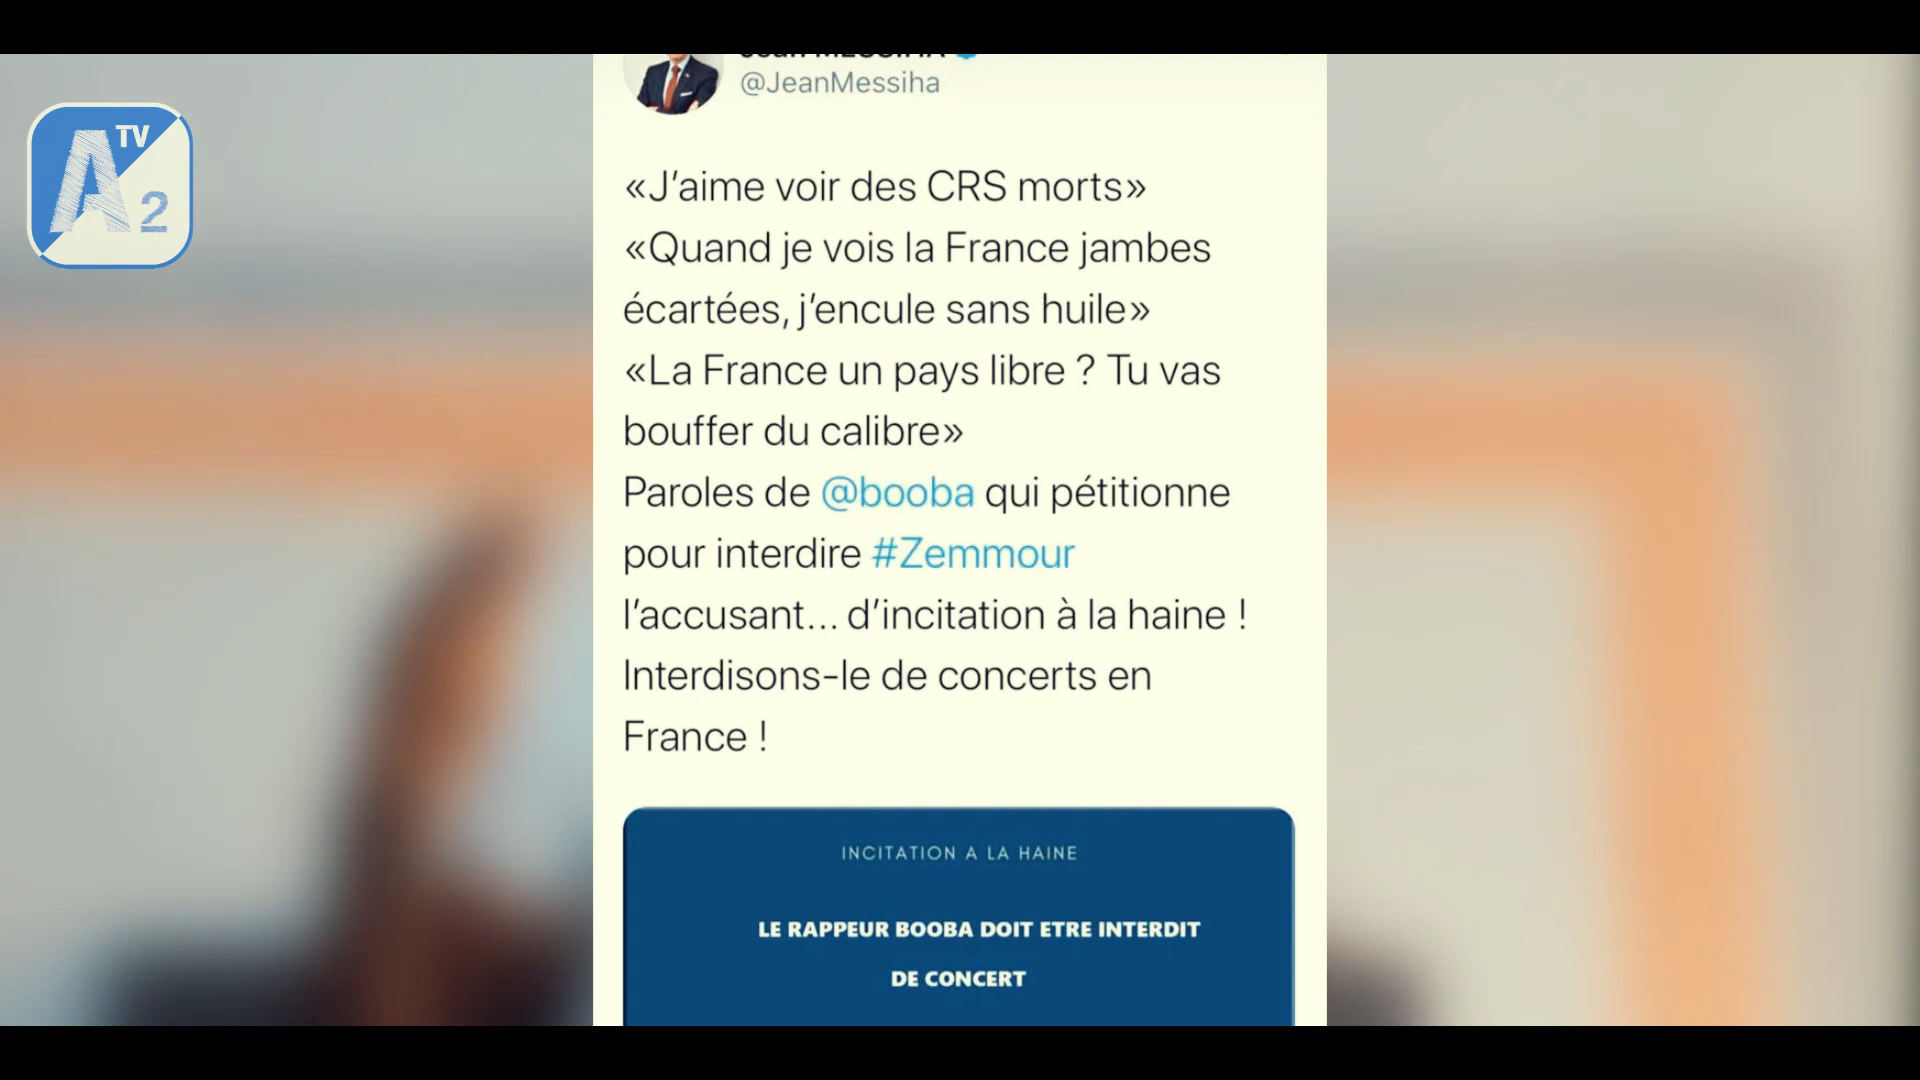 TV
A
2
Jean MESSIHA
@JeanMessiha
«J’aime voir des CRS morts»
«Quand je vois la France jambes
écartées, j’encule sans huile»
«La France un pays libre ? Tu vas
bouffer du calibre»
Paroles de @booba qui pétitionne
pour interdire #Zemmour
l’accusant... d’incitation à la haine !
Interdisons-le de concerts en
France !
INCITATION A LA HAINE
LE RAPPEUR BOOBA DOIT ETRE INTERDIT
DE CONCERT